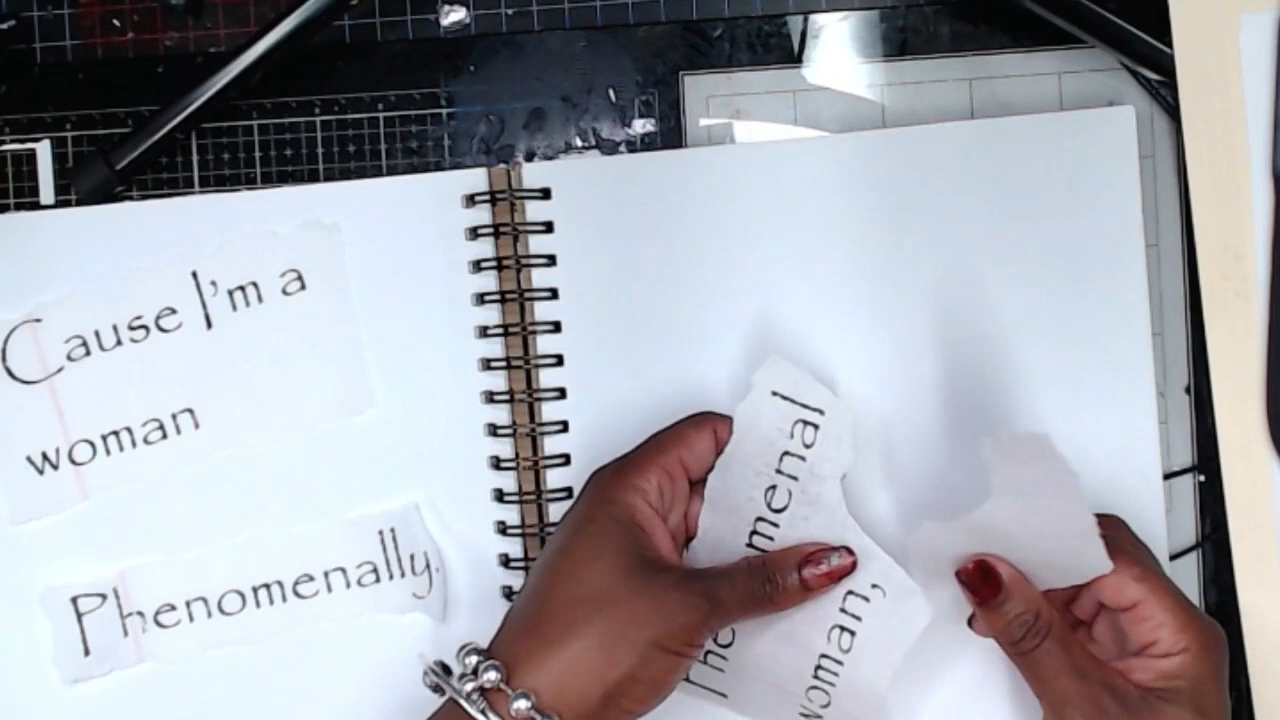 Cause I'm a
woman
Phenomenally.
menal
woman,